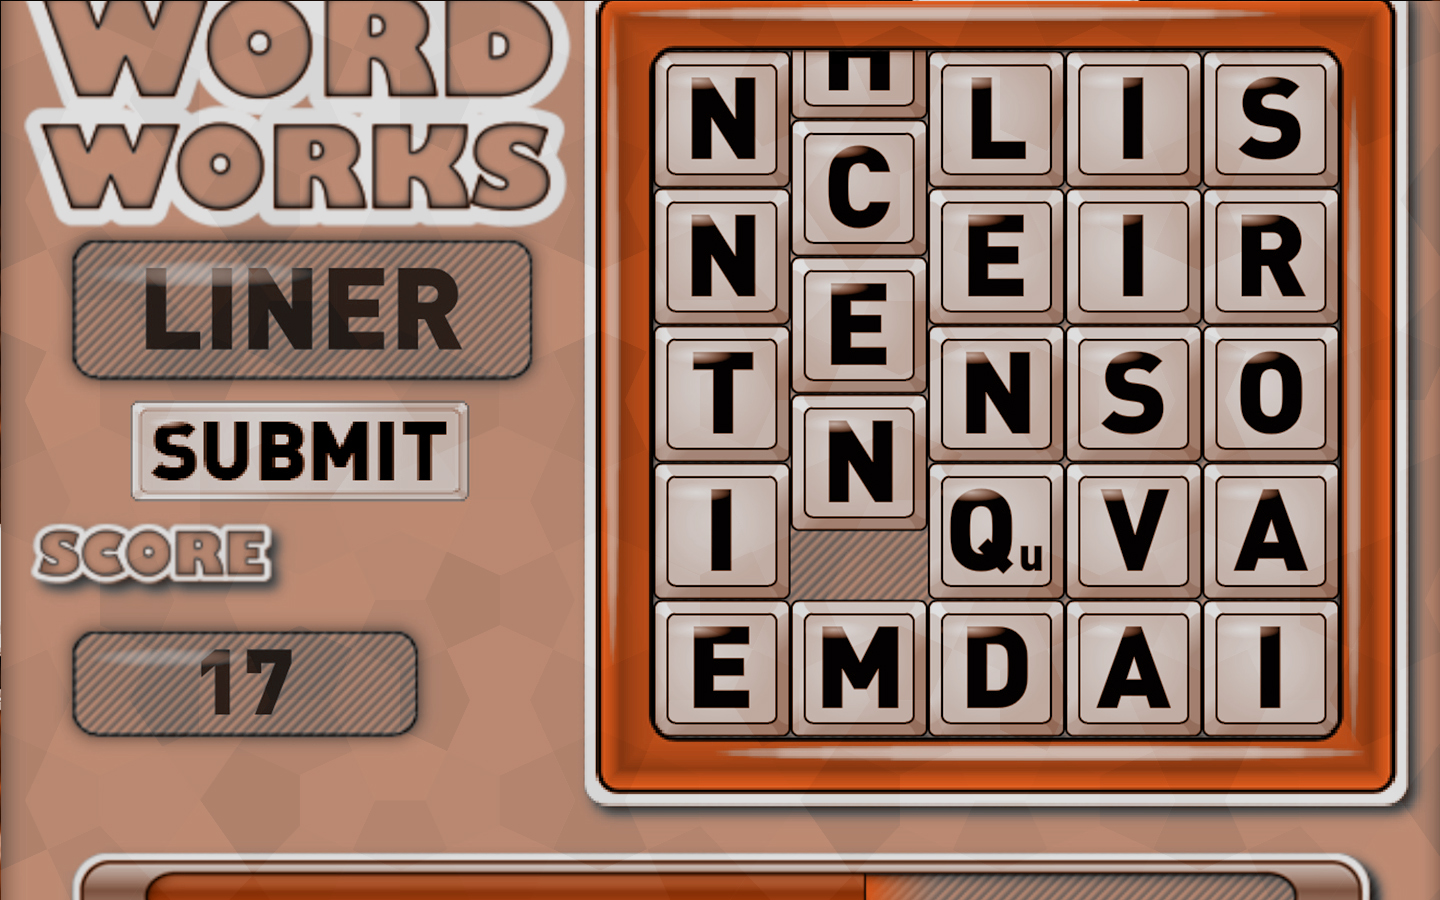 WORD
WORKS
LINER
SUBMIT
SCORE
17
N H L I S
N C E I R
T E N S O
I N Qu V A
E M D A I